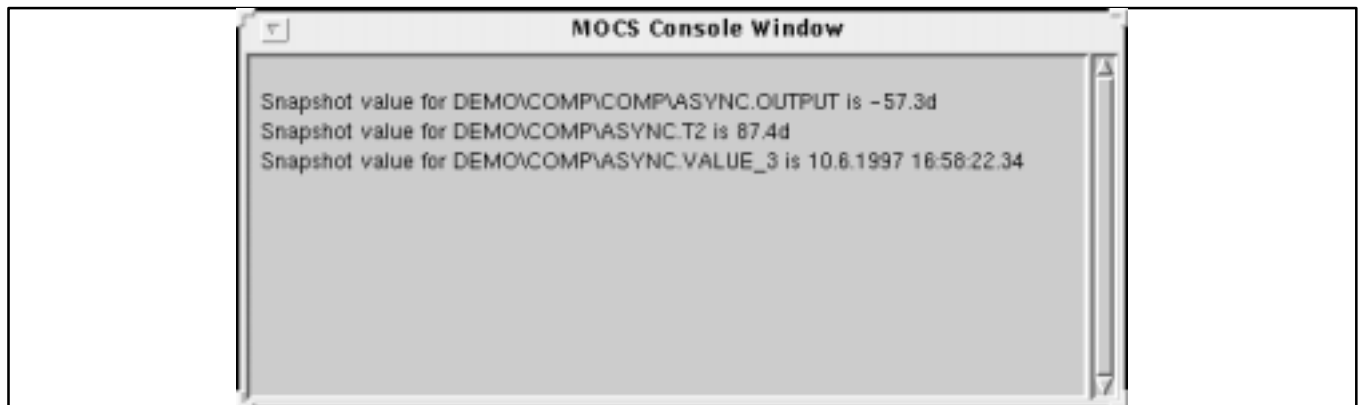 MOCS Console Window
Snapshot value for DEMO\COMP\COMP\ASYNC.OUTPUT is -57.3d
Snapshot value for DEMO\COMP\ASYNC.T2 is 87.4d
Snapshot value for DEMO\COMP\ASYNC.VALUE_3 is 10.6.1997 16:58:22.34